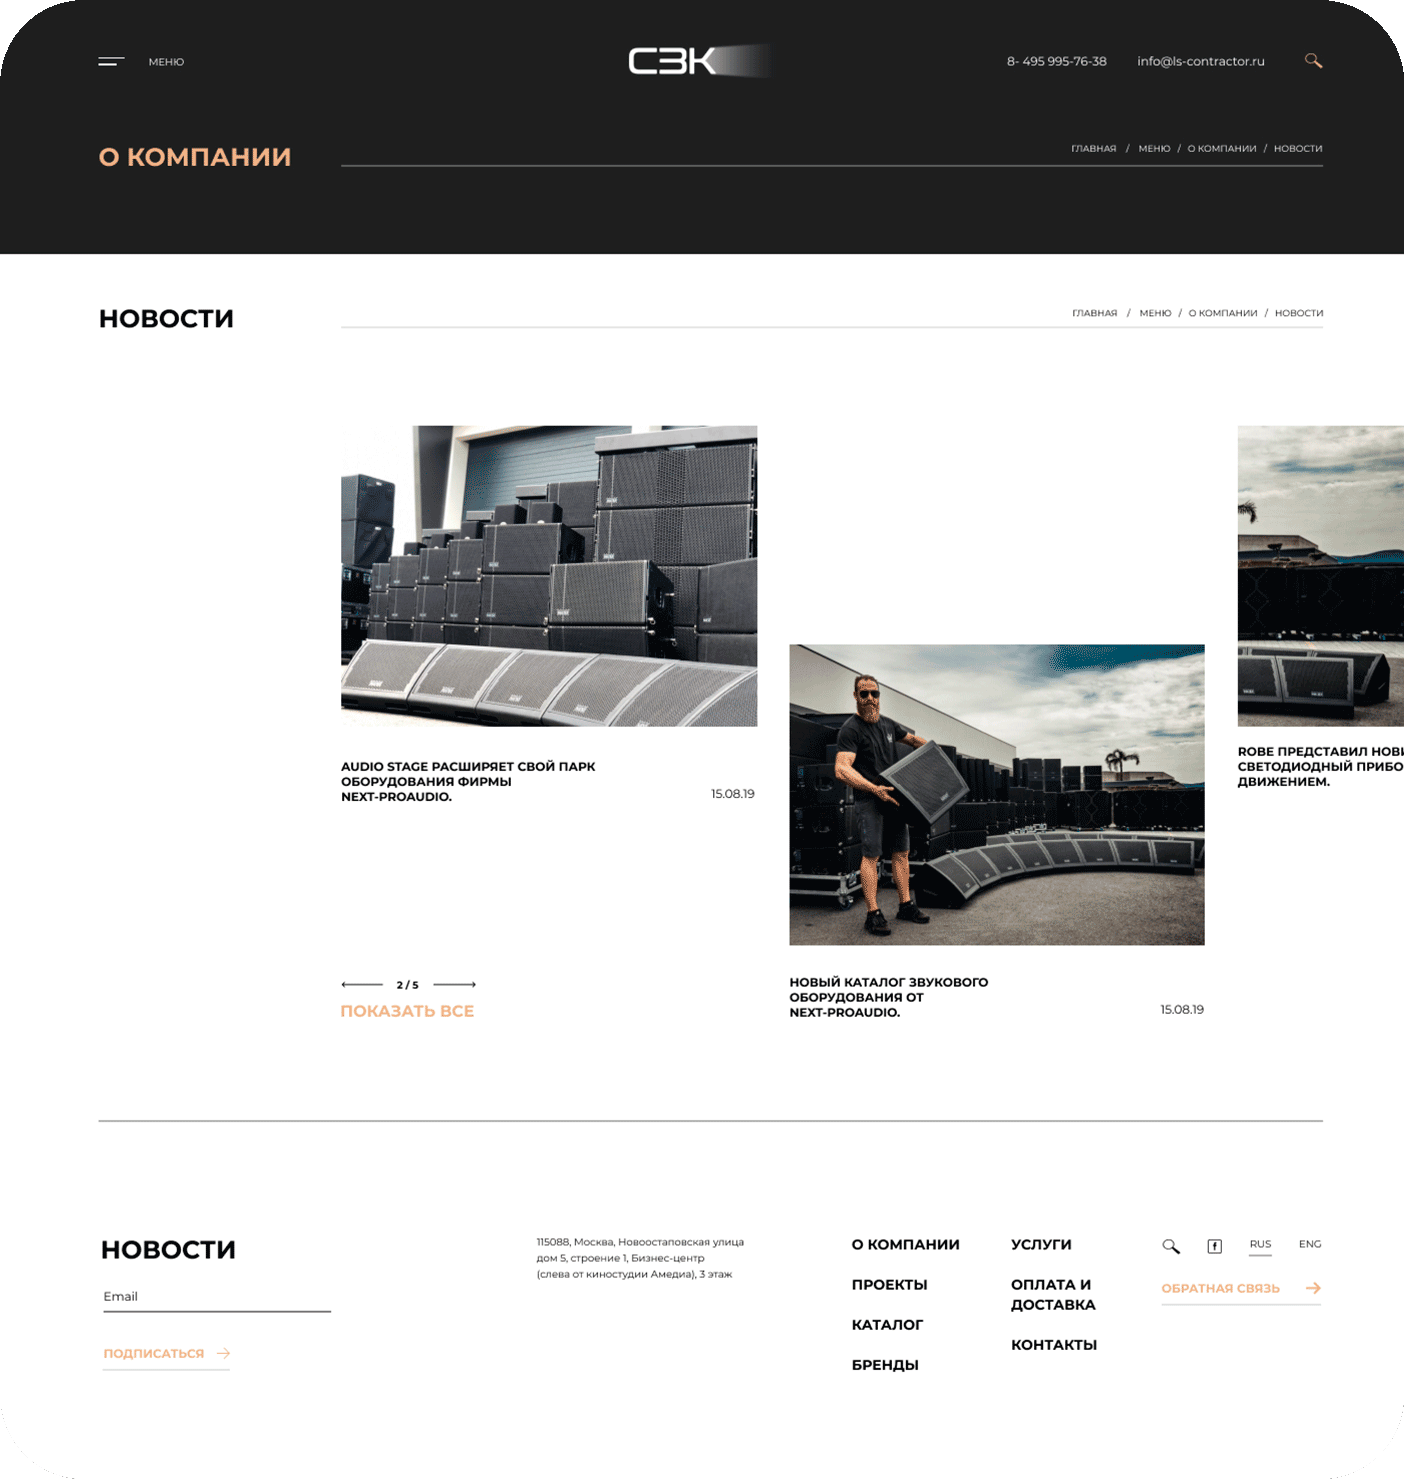 МЕНЮ
СЗК
8- 495 995-76-38
info@ls-contractor.ru
О КОМПАНИИ
ГЛАВНАЯ / МЕНЮ / О КОМПАНИИ / НОВОСТИ
НОВОСТИ
ГЛАВНАЯ / МЕНЮ / О КОМПАНИИ / НОВОСТИ
AUDIO STAGE РАСШИРЯЕТ СВОЙ ПАРК
ОБОРУДОВАНИЯ ФИРМЫ
NEXT-PROAUDIO.
15.08.19
НОВЫЙ КАТАЛОГ ЗВУКОВОГО
ОБОРУДОВАНИЯ ОТ
NEXT-PROAUDIO.
15.08.19
ROBE ПРЕДСТАВИЛ НОВИ
СВЕТОДИОДНЫЙ ПРИБО
ДВИЖЕНИЕМ.
2 / 5
ПОКАЗАТЬ ВСЕ
НОВОСТИ
Email
ПОДПИСАТЬСЯ
115088, Москва, Новоостаповская улица
дом 5, строение 1, Бизнес-центр
(слева от киностудии Амедиа), 3 этаж
О КОМПАНИИ
ПРОЕКТЫ
КАТАЛОГ
БРЕНДЫ
УСЛУГИ
ОПЛАТА И
ДОСТАВКА
КОНТАКТЫ
RUS
ENG
ОБРАТНАЯ СВЯЗЬ